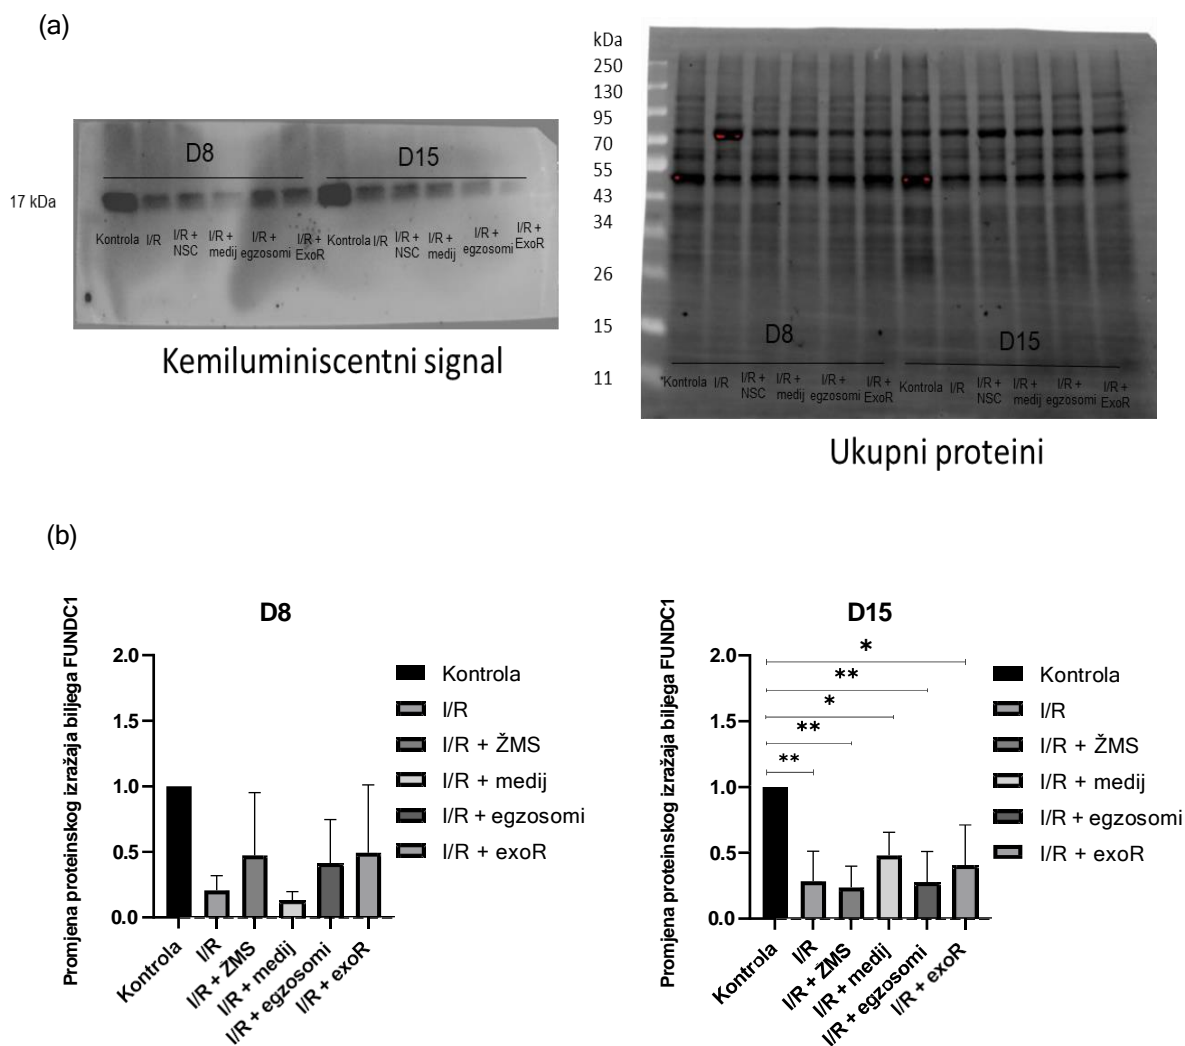 (a)
D8
D15
17 kDa
Kontrola
I/R
I/R +
NSC
I/R +
medij
I/R +
egzosomi
I/R +
ExoR
Kontrola
I/R
I/R +
NSC
I/R +
medij
I/R +
egzosomi
I/R +
ExoR
Kemiluminiscentni signal
kDa
250
130
95
70
55
43
34
26
15
11
D8
D15
Kontrola
I/R
I/R +
NSC
I/R +
medij
I/R +
egzosomi
I/R +
ExoR
Kontrola
I/R
I/R +
NSC
I/R +
medij
I/R +
egzosomi
I/R +
ExoR
Ukupni proteini
(b)
D8
Promjena proteinskog izražaja biljega FUNDC1
2.0
1.5
1.0
0.5
0.0
Kontrola
I/R
I/R + ŽMS
I/R + medij
I/R + egzosomi
I/R + exoR
Kontrola
I/R
I/R + ŽMS
I/R + medij
I/R + egzosomi
I/R + exoR
D15
Promjena proteinskog izražaja biljega FUNDC1
2.0
1.5
1.0
0.5
0.0
*
**
*
**
**
Kontrola
I/R
I/R + ŽMS
I/R + medij
I/R + egzosomi
I/R + exoR
Kontrola
I/R
I/R + ŽMS
I/R + medij
I/R + egzosomi
I/R + exoR